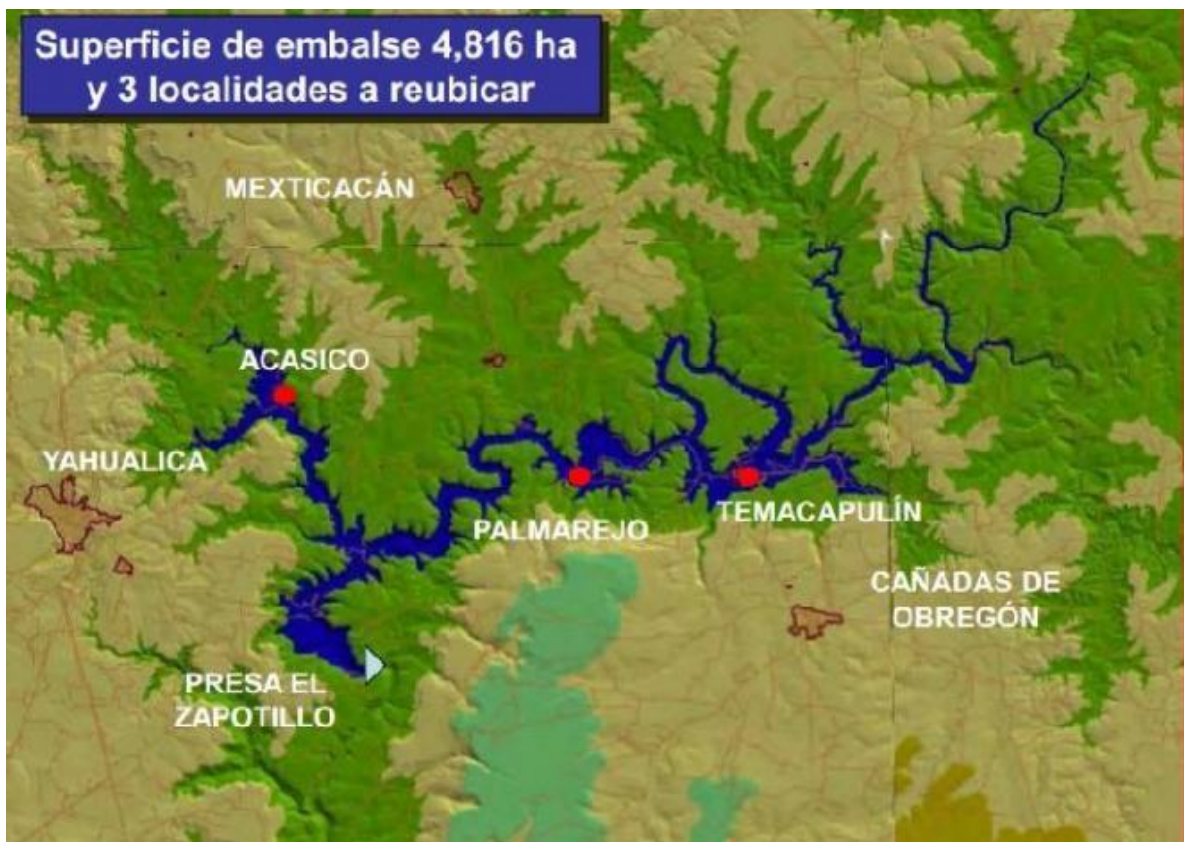 Superficie de embalse 4,816 ha
y 3 localidades a reubicar
MEXTICACÁN
ACASICO
YAHUALICA
PALMAREJO
TEMACAPULÍN
CAÑADAS DE
OBREGÓN
PRESA EL
ZAPOTILLO